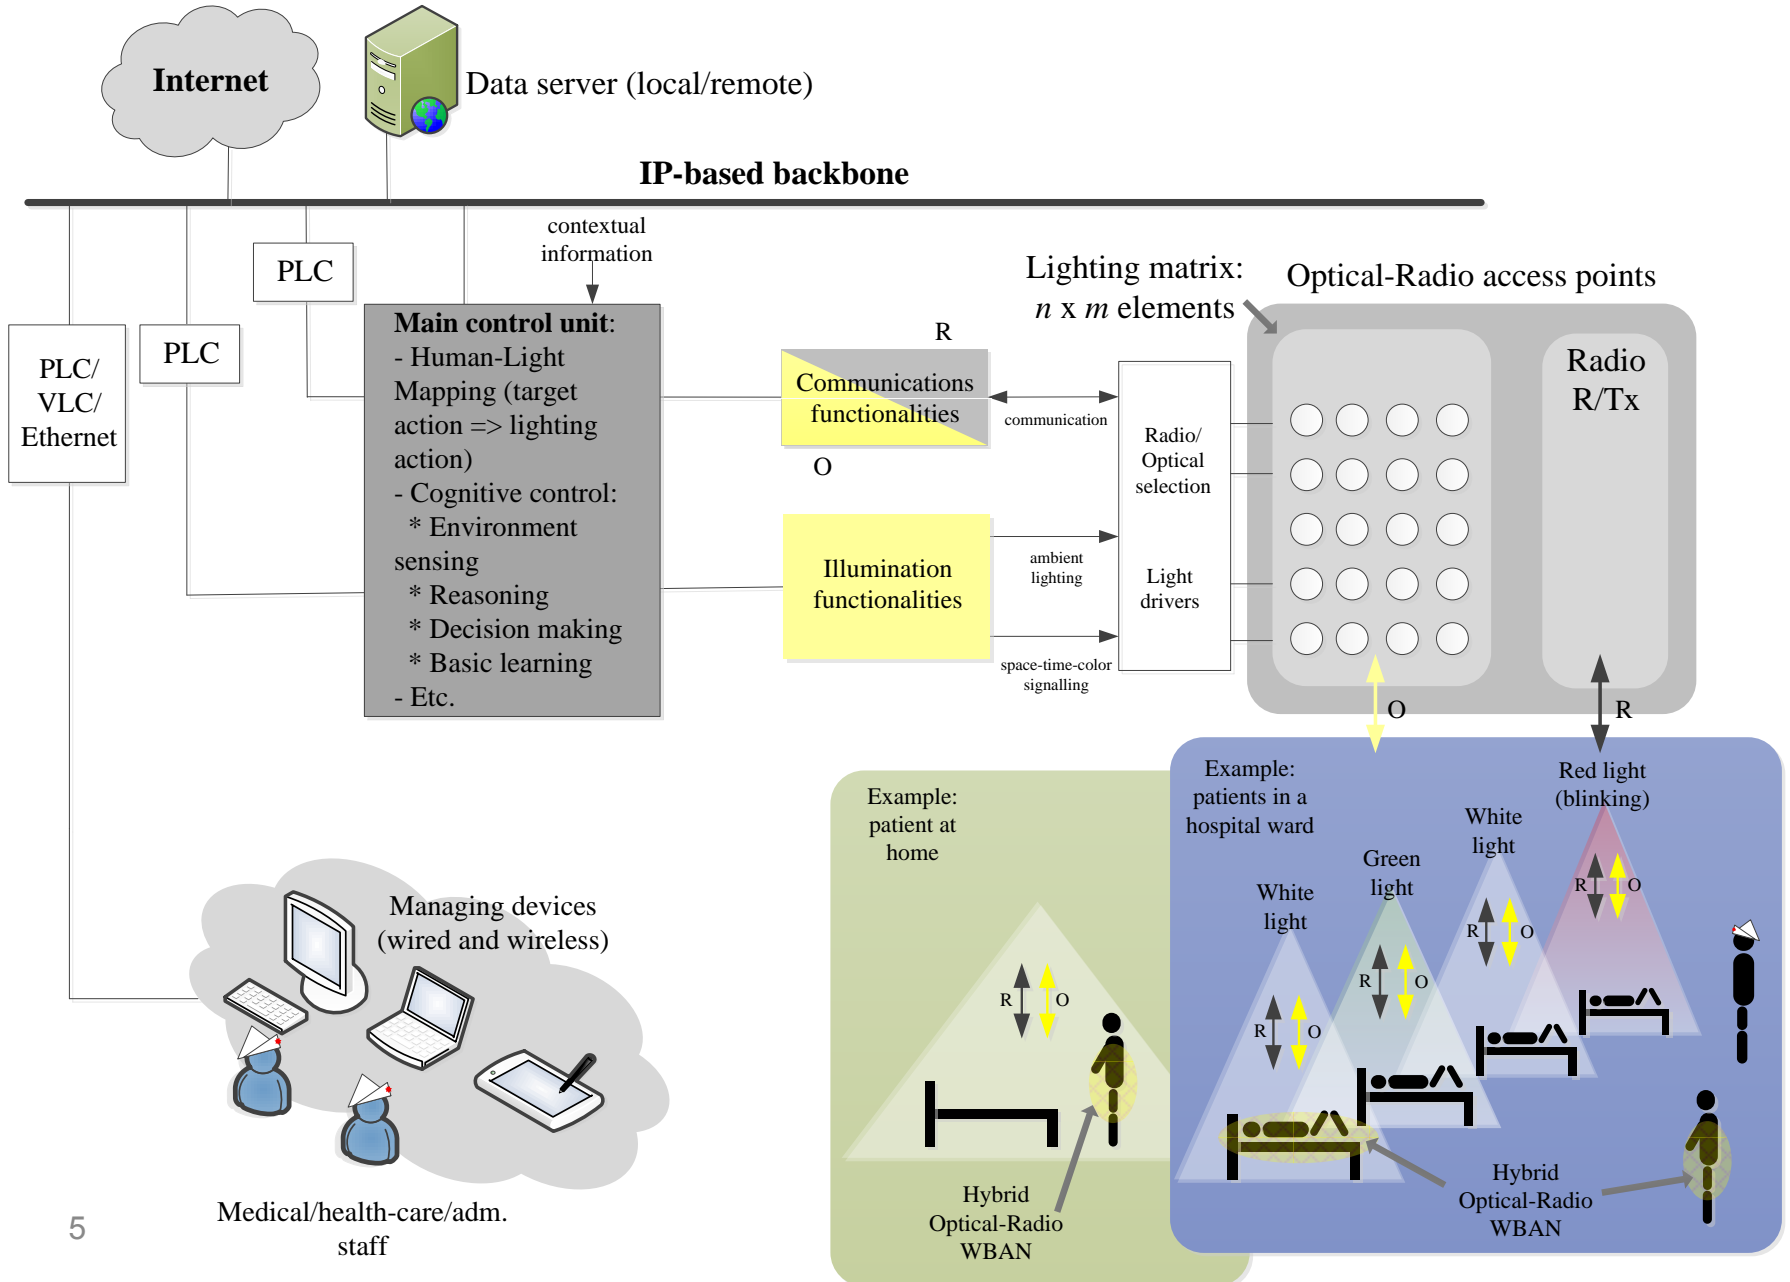 Internet
Data server (local/remote)
IP-based backbone
contextual
information
PLC
PLC
PLC/
VLC/
Ethernet
Main control unit:
- Human-Light
Mapping (target
action => lighting
action)
- Cognitive control:
* Environment
sensing
* Reasoning
* Decision making
* Basic learning
- Etc.
R
Communications
functionalities
O
communication
Illumination
functionalities
ambient
lighting
space-time-color
signalling
Radio/
Optical
selection
Light
drivers
Lighting matrix:
n x m elements
Optical-Radio access points
Radio
R/Tx
O
R
Example:
patient at
home
R
O
Hybrid
Optical-Radio
WBAN
Example:
patients in a
hospital ward
White
light
R
O
Green
light
R
O
White
light
R
O
Red light
(blinking)
R
O
Hybrid
Optical-Radio
WBAN
Managing devices
(wired and wireless)
Medical/health-care/adm.
staff
5